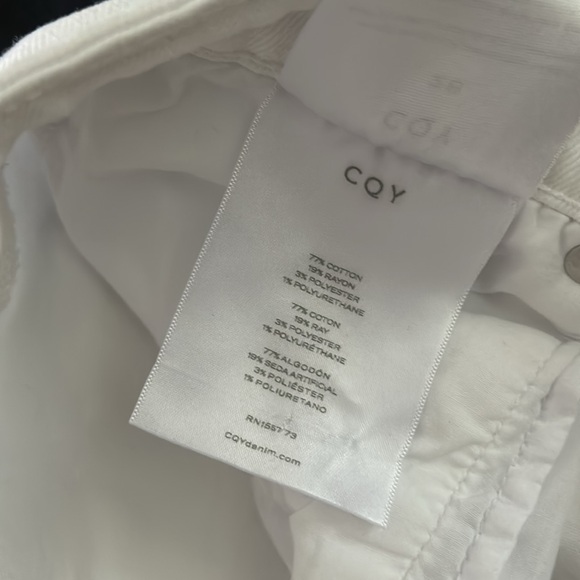 CQY
77% COTTON
19% RAYON
3% POLYESTER
1% POLYURETHANE
77% COTON
19% RAY
3% POLYESTER
1% POLYURÉTHANE
77% ALGODÓN
19% SEDA ARTIFICIAL
3% POLIÉSTER
1% POLIURETANO
CQYdanim.com